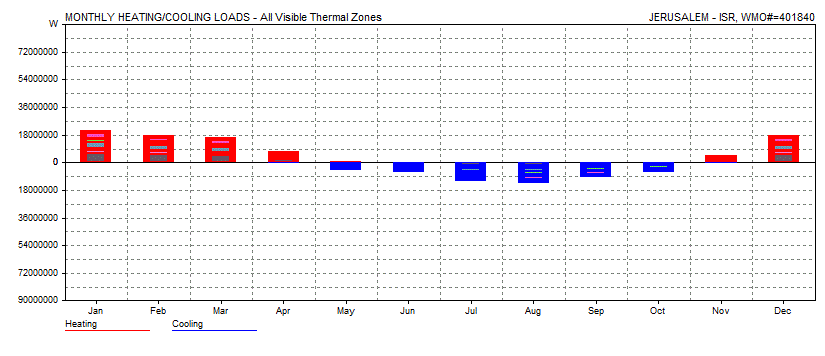 MONTHLY HEATING/COOLING LOADS - All Visible Thermal Zones JERUSALEM - ISR, WMO#=401840
W
72000000
54000000
36000000
18000000
0
18000000
36000000
54000000
72000000
90000000
Jan Feb Mar Apr May Jun Jul Aug Sep Oct Nov Dec
Heating Cooling